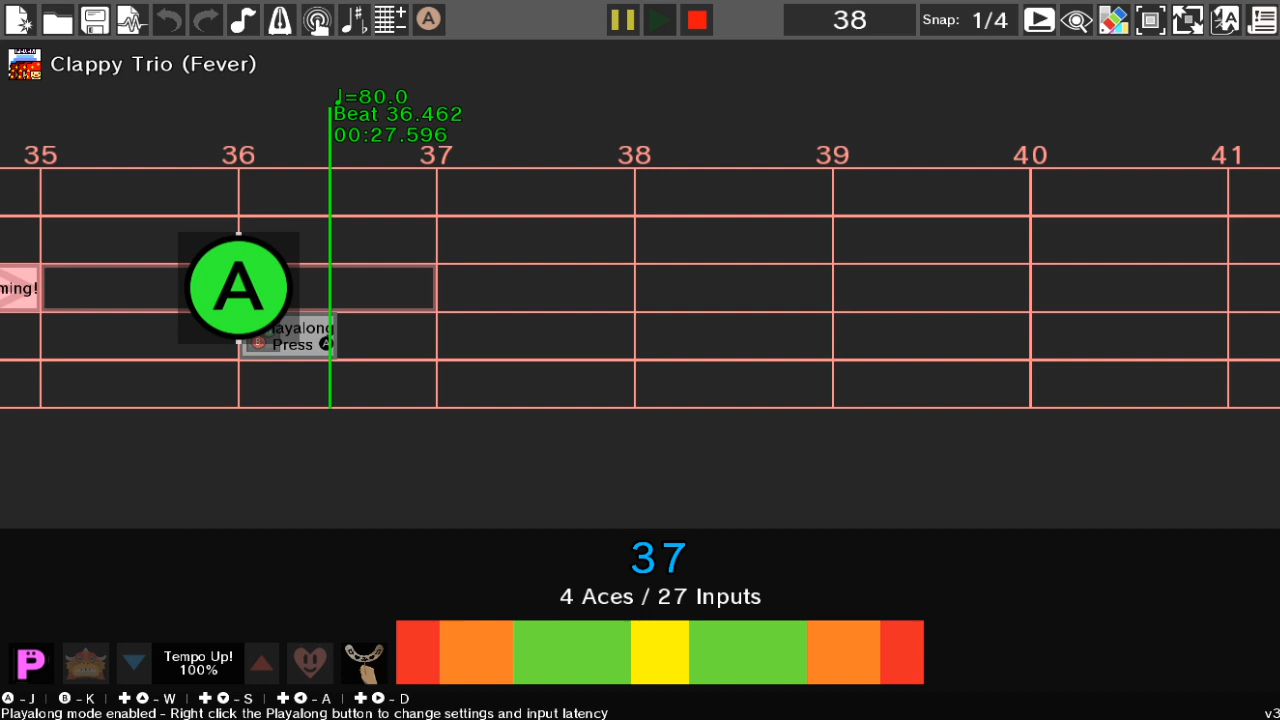 A
38
Snap: 1/4
A
FEVER
Clappy Trio (Fever)
♩=80.0
Beat 36.462
00:27.596
35 36 37 38 39 40 41
ming!
A
layalong
Press A
37
4 Aces / 27 Inputs
P
Tempo Up!
100%
A - J | B - K | - W | - S | - A | - D
Playalong mode enabled - Right click the Playalong button to change settings and input latency
v3